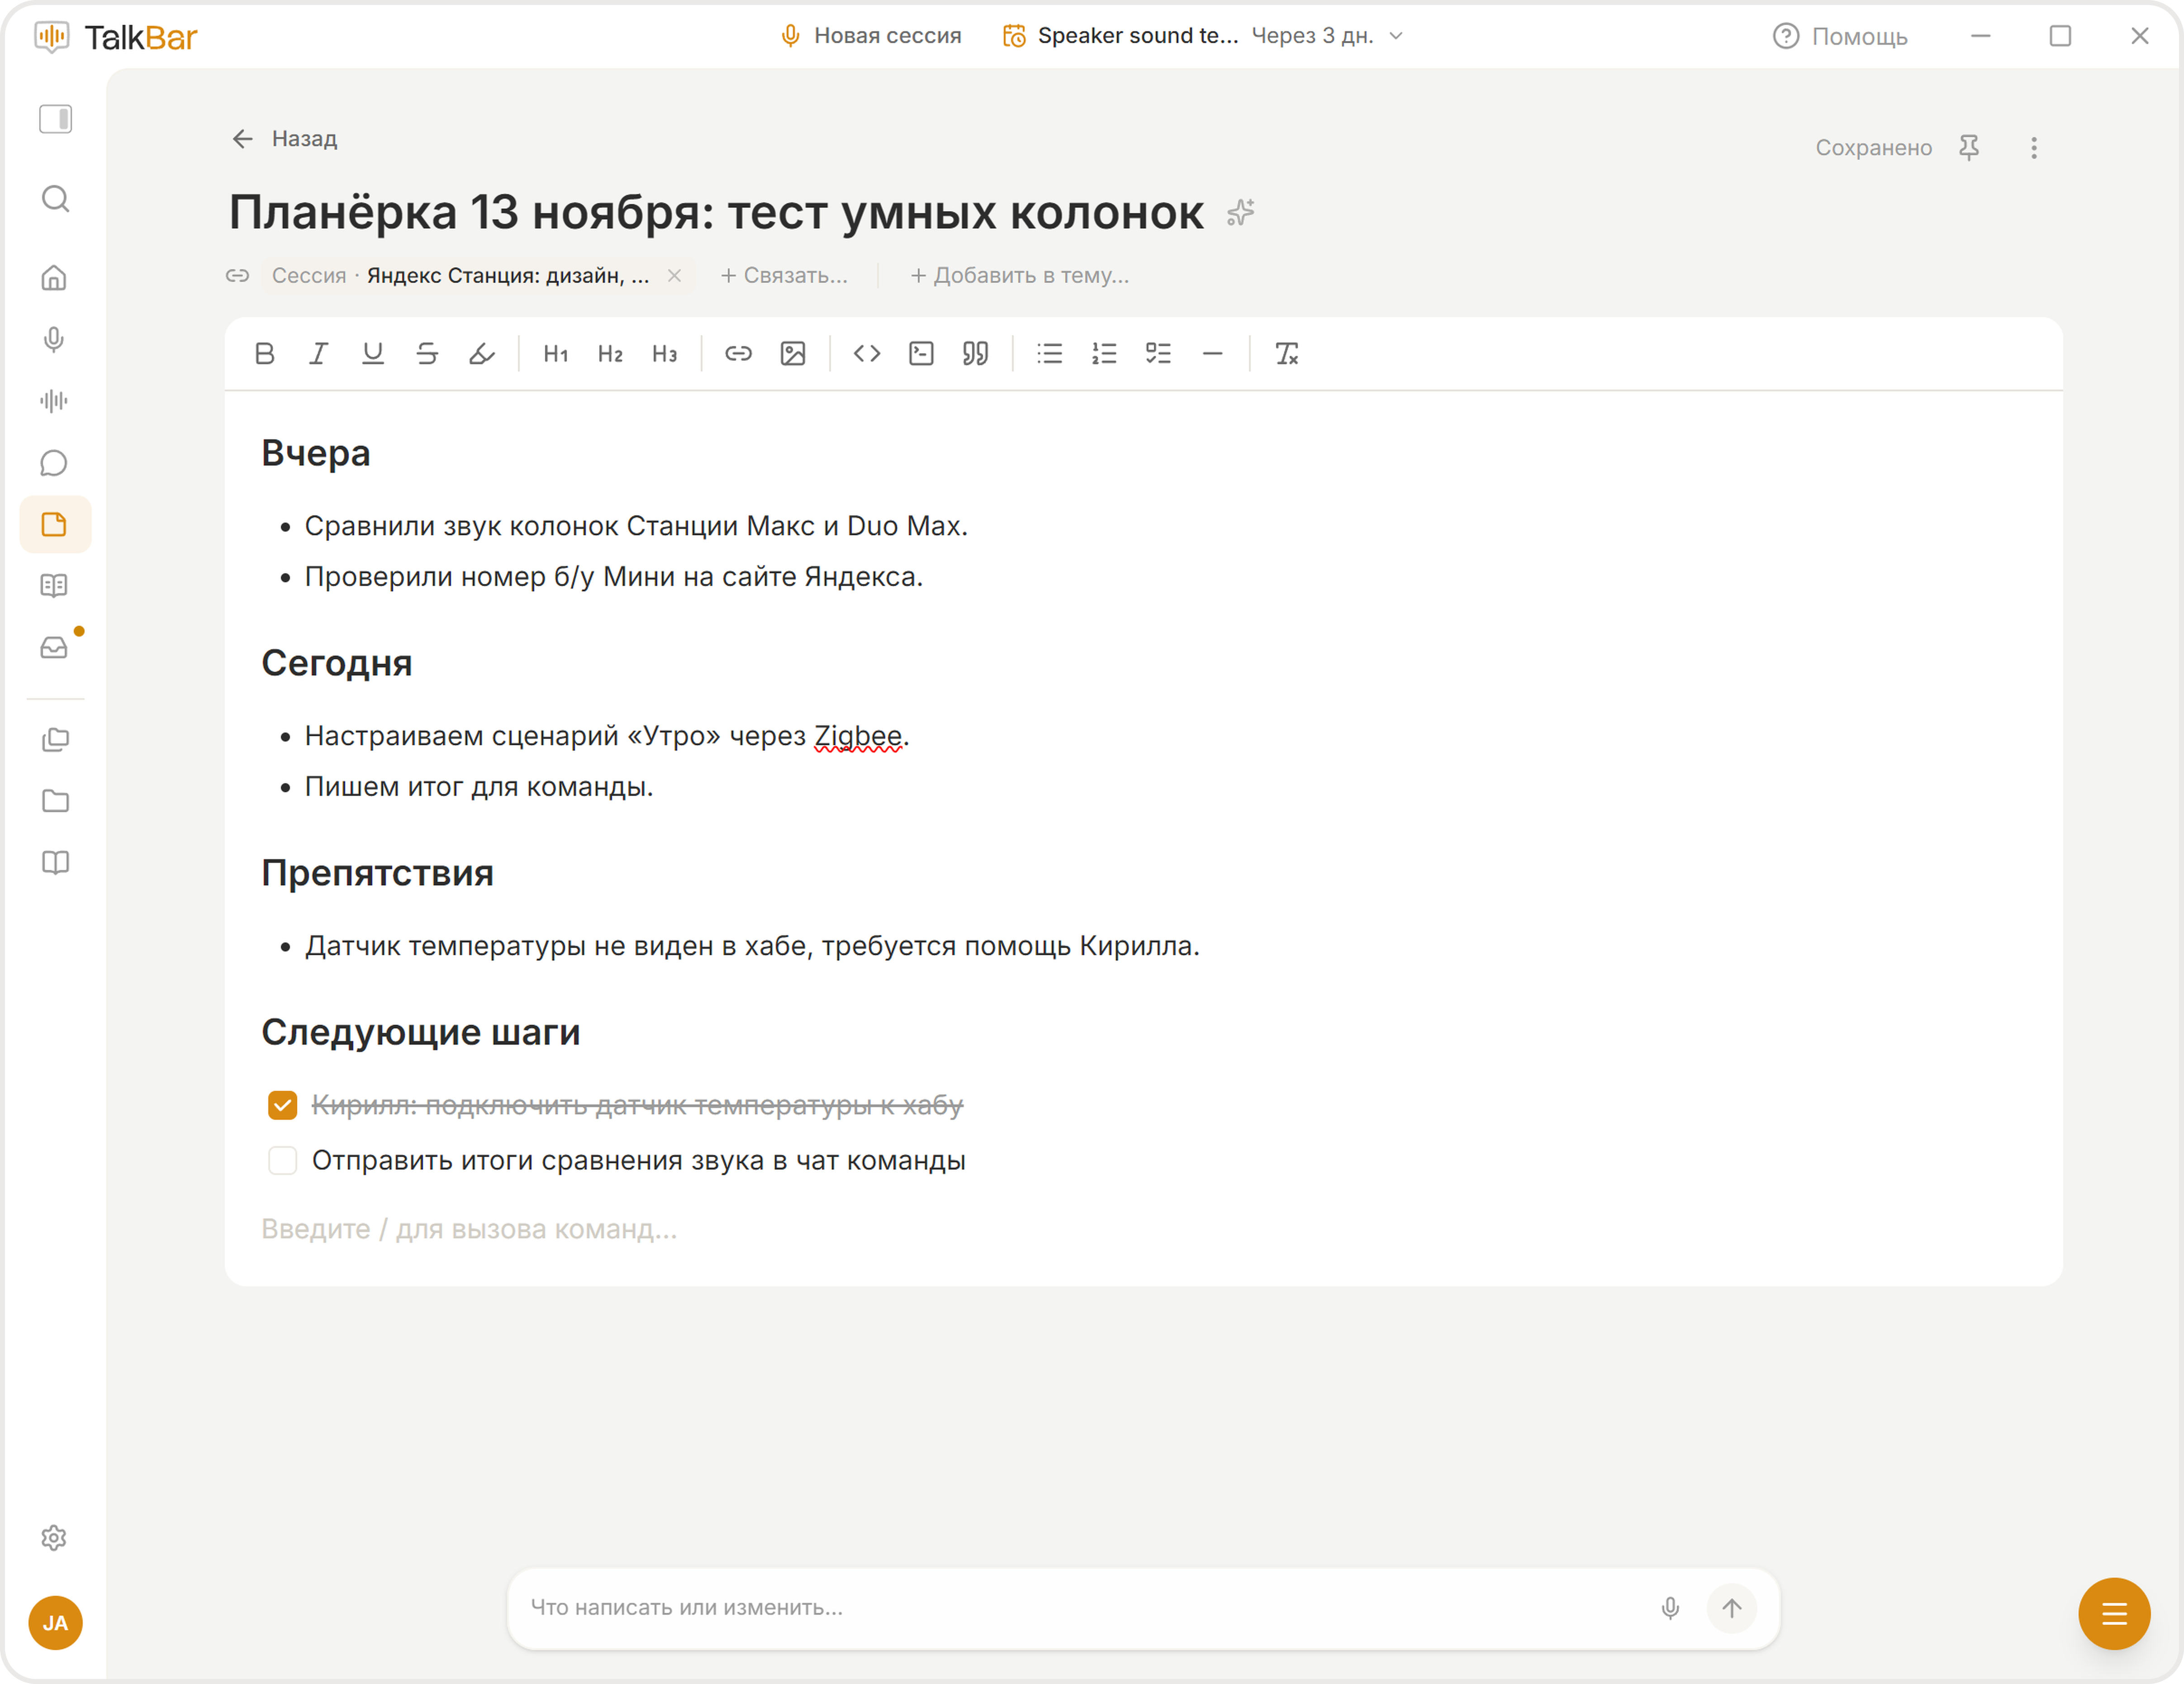 TalkBar
Новая сессия
Speaker sound te... Через 3 дн.
Помощь
Назад
Сохранено
Планёрка 13 ноября: тест умных колонок
Сессия · Яндекс Станция: дизайн, ...
+ Связать...
+ Добавить в тему...
H1 H2 H3
Вчера
• Сравнили звук колонок Станции Макс и Duo Max.
• Проверили номер б/у Мини на сайте Яндекса.
Сегодня
• Настраиваем сценарий «Утро» через Zigbee.
• Пишем итог для команды.
Препятствия
• Датчик температуры не виден в хабе, требуется помощь Кирилла.
Следующие шаги
Кирилл: подключить датчик температуры к хабу
Отправить итоги сравнения звука в чат команды
Введите / для вызова команд...
Что написать или изменить...
JA